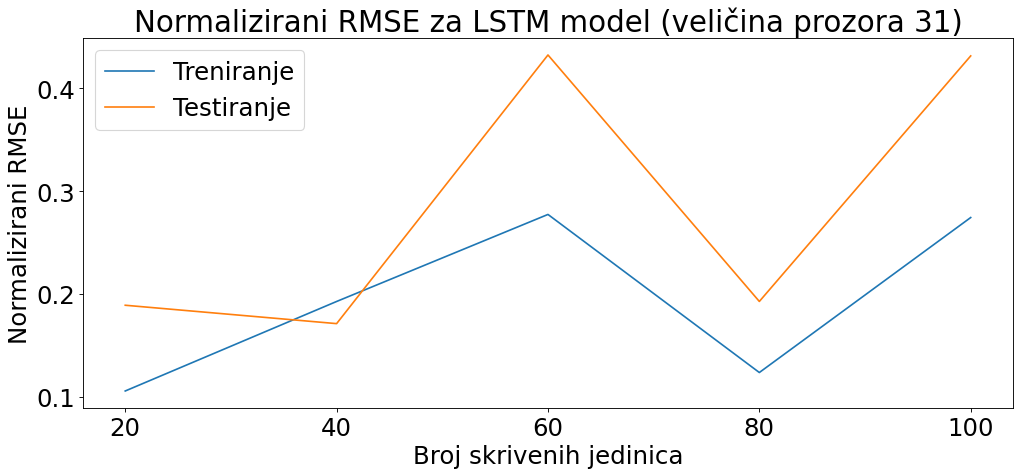 Normalizirani RMSE za LSTM model (veličina prozora 31)
Treniranje
Testiranje
Normalizirani RMSE
0.4
0.3
0.2
0.1
20 40 60 80 100
Broj skrivenih jedinica